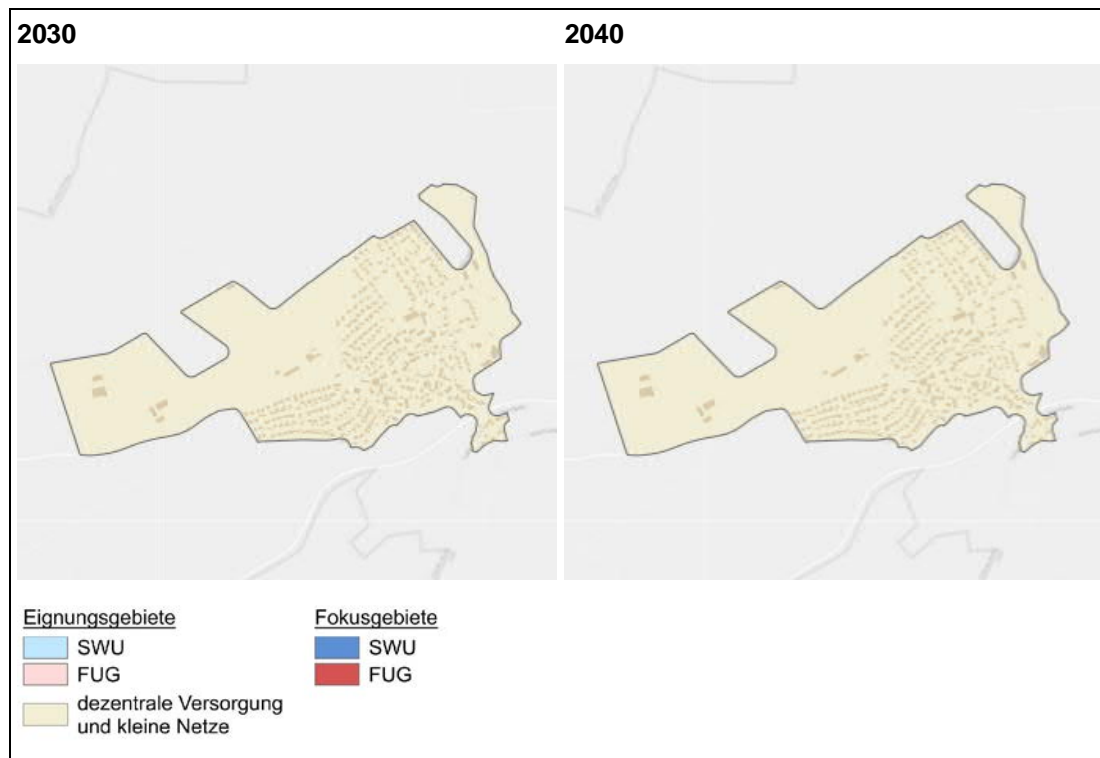 2030
2040
Eignungsgebiete
SWU
FUG
dezentrale Versorgung
und kleine Netze
Fokusgebiete
SWU
FUG